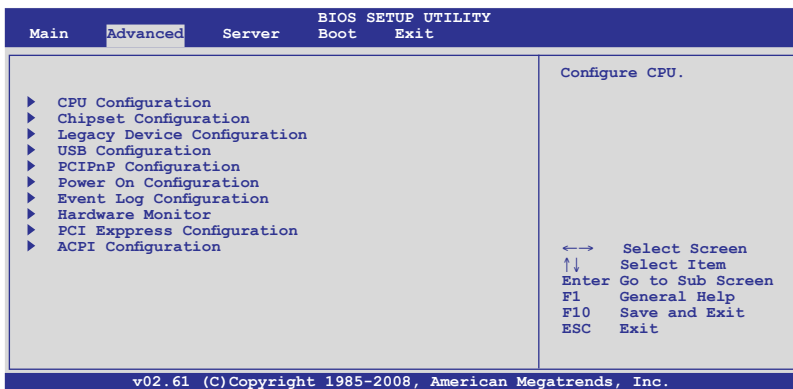 BIOS SETUP UTILITY
Main Advanced Server Boot Exit
CPU Configuration
Chipset Configuration
Legacy Device Configuration
USB Configuration
PCIPnP Configuration
Power On Configuration
Event Log Configuration
Hardware Monitor
PCI Exppress Configuration
ACPI Configuration
Configure CPU.
←→ Select Screen
↑↓ Select Item
Enter Go to Sub Screen
F1 General Help
F10 Save and Exit
ESC Exit
v02.61 (C)Copyright 1985-2008, American Megatrends, Inc.